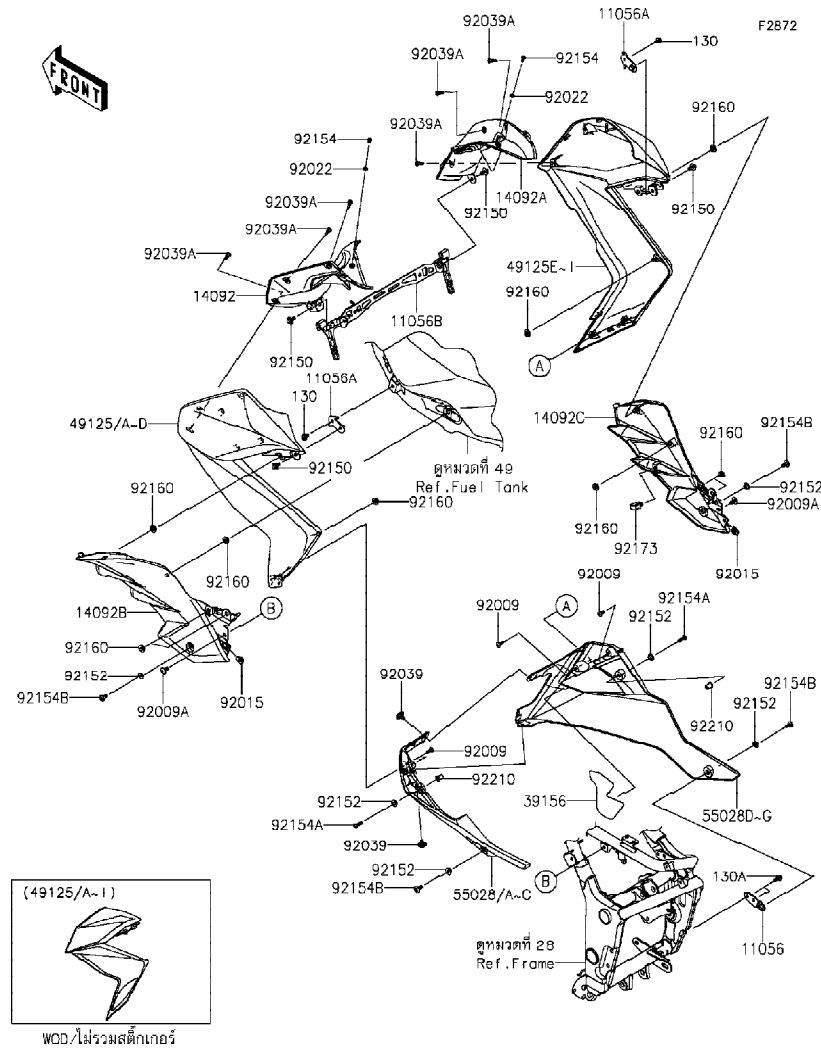 F2872
11056A
92039A
130
FRONT
92154
92039A
92022
92160
92154
92039A
92022
14092A
92150
92150
92039A
92039A
92039A
49125E~I
14092
92160
11056B
92150
A
11056A
130
49125/A~D
14092C
92160
92154B
ดูหมวดที่ 49
92150
Ref.Fuel Tank
92160
92160
92152
92160
92009A
92173
92015
92160
92009
14092B
B
A
92154A
92009
92152
92160
92152
92039
92154B
92015
92154B
92009A
92152
92210
92009
92210
92152
39156
55028D~G
92154A
92039
92152
130A
92154B
55028/A~C
B
(49125/A~I)
ดูหมวดที่ 28
11056
Ref.Frame
WOD/ไม่รวมสติ๊กเกอร์